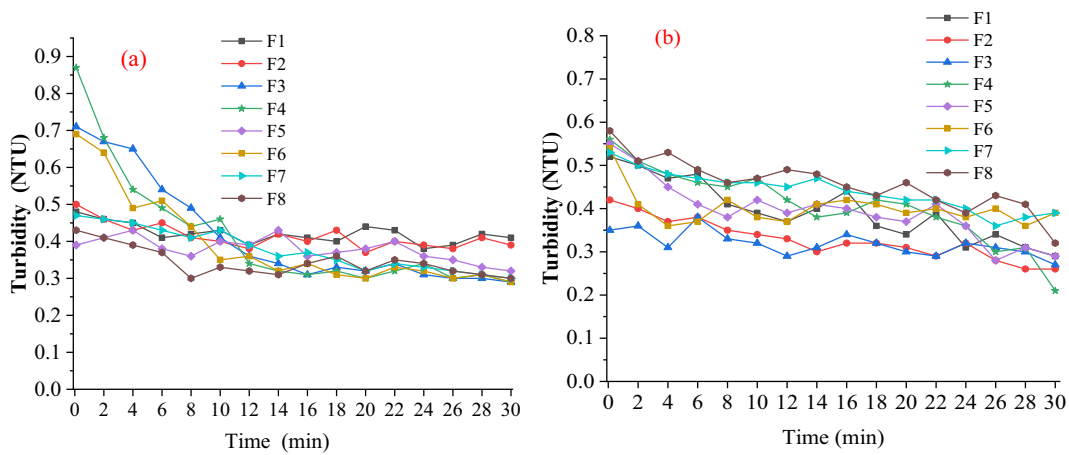 (a)
F1
F2
F3
F4
F5
F6
F7
F8
Turbidity (NTU)
0.9
0.8
0.7
0.6
0.5
0.4
0.3
0.2
0.1
0.0
0 2 4 6 8 10 12 14 16 18 20 22 24 26 28 30
Time (min)
(b)
F1
F2
F3
F4
F5
F6
F7
F8
Turbidity (NTU)
0.8
0.7
0.6
0.5
0.4
0.3
0.2
0.1
0.0
0 2 4 6 8 10 12 14 16 18 20 22 24 26 28 30
Time (min)